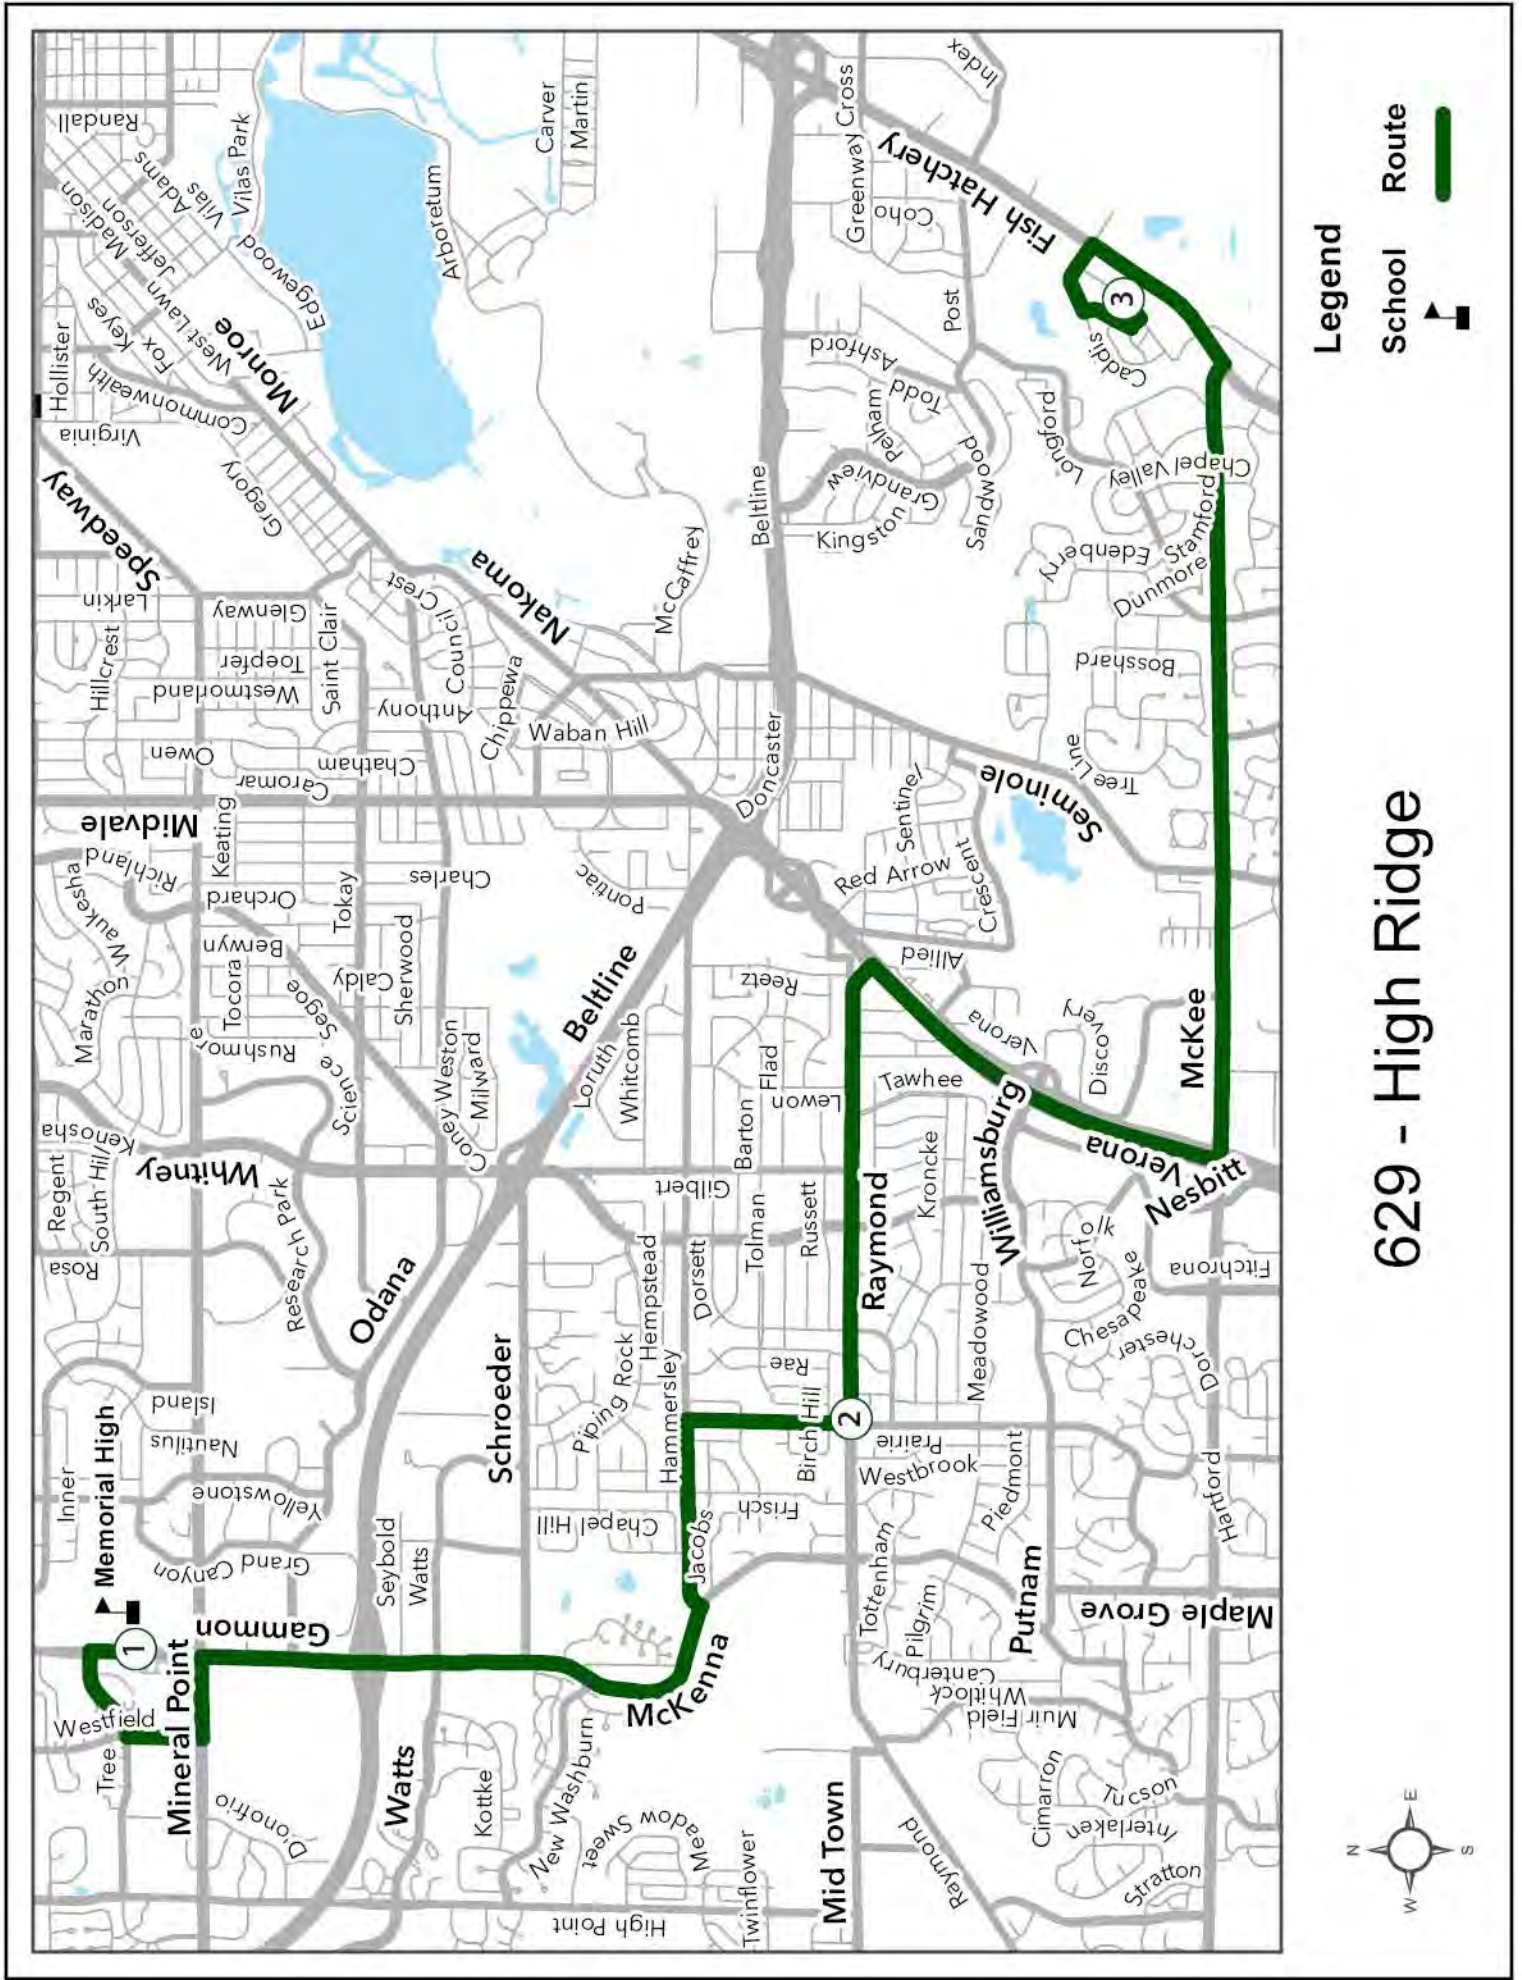 Randall
Adams
Vilas
Vilas Park
Madison
Jefferson
West Lawn
Keyes
Fox
West
Monroe
Edgewood
Hollister
Virginia
Commonwealth
Gregory
Arboretum
Carver
Martin
Index
Greenway Cross
Fish Hatchery
Coho
Post
Ashford
Todd
Pelham
Grandview
Kingston
Sandwood
Longford
Caddis
3
Chapel Valley
Stamford
Edenberry
Dunmore
Bosshard
Tree Line
Seminole
Beltline
McCaffrey
Nakoma
Speedway
Larkin
Hillcrest
Glenway
Toepfer
Westmorland
Saint Clair
Council Crest
Anthony
Chippewa
Waban Hill
Owen
Caromar
Chatham
Doncaster
Midvale
Keating
Richland
Orchard
Tokay
Charles
Pontiac
Waukesha
Marathon
Berwyn
Tocora
Rushmore
Segoe
Science
Caldy
Sherwood
Coney Weston
Milward
Beltline
Loruth
Whitcomb
Reetz
Flad
Lewon
Barton
Sentinel
Red Arrow
Crescent
Allied
Verona
Discovery
Tawhee
McKee
Kenosha
Regent
South Hill
Whitney
Rosa
Research Park
Odana
Gilbert
Tolman
Russett
Raymond
Kroncke
Williamsburg
Verona
Nesbitt
Norfolk
Fitchrona
Chesapeake
Dorchester
Meadowood
Hempstead
Dorsett
Piping Rock
Hammersley
Rae
Birch Hill
2
Prairie
Westbrook
Piedmont
Hartford
Schroeder
Island
Nautilus
Yellowstone
Inner
Memorial High
Grand Canyon
Seybold
Watts
Chapel Hill
Jacobs
Frisch
Tottenham
Pilgrim
Putnam
Maple Grove
1
Gammon
Westfield
Mineral Point
Tree
McKenna
Canterbury
Whitlock
Muir Field
D'onofrio
Watts
Kottke
New Washburn
Meadow Sweet
Twinflower
High Point
Mid Town
Raymond
Cimarron
Tucson
Interlaken
Stratton
Legend
School
Route
629 - High Ridge
N
W
E
S